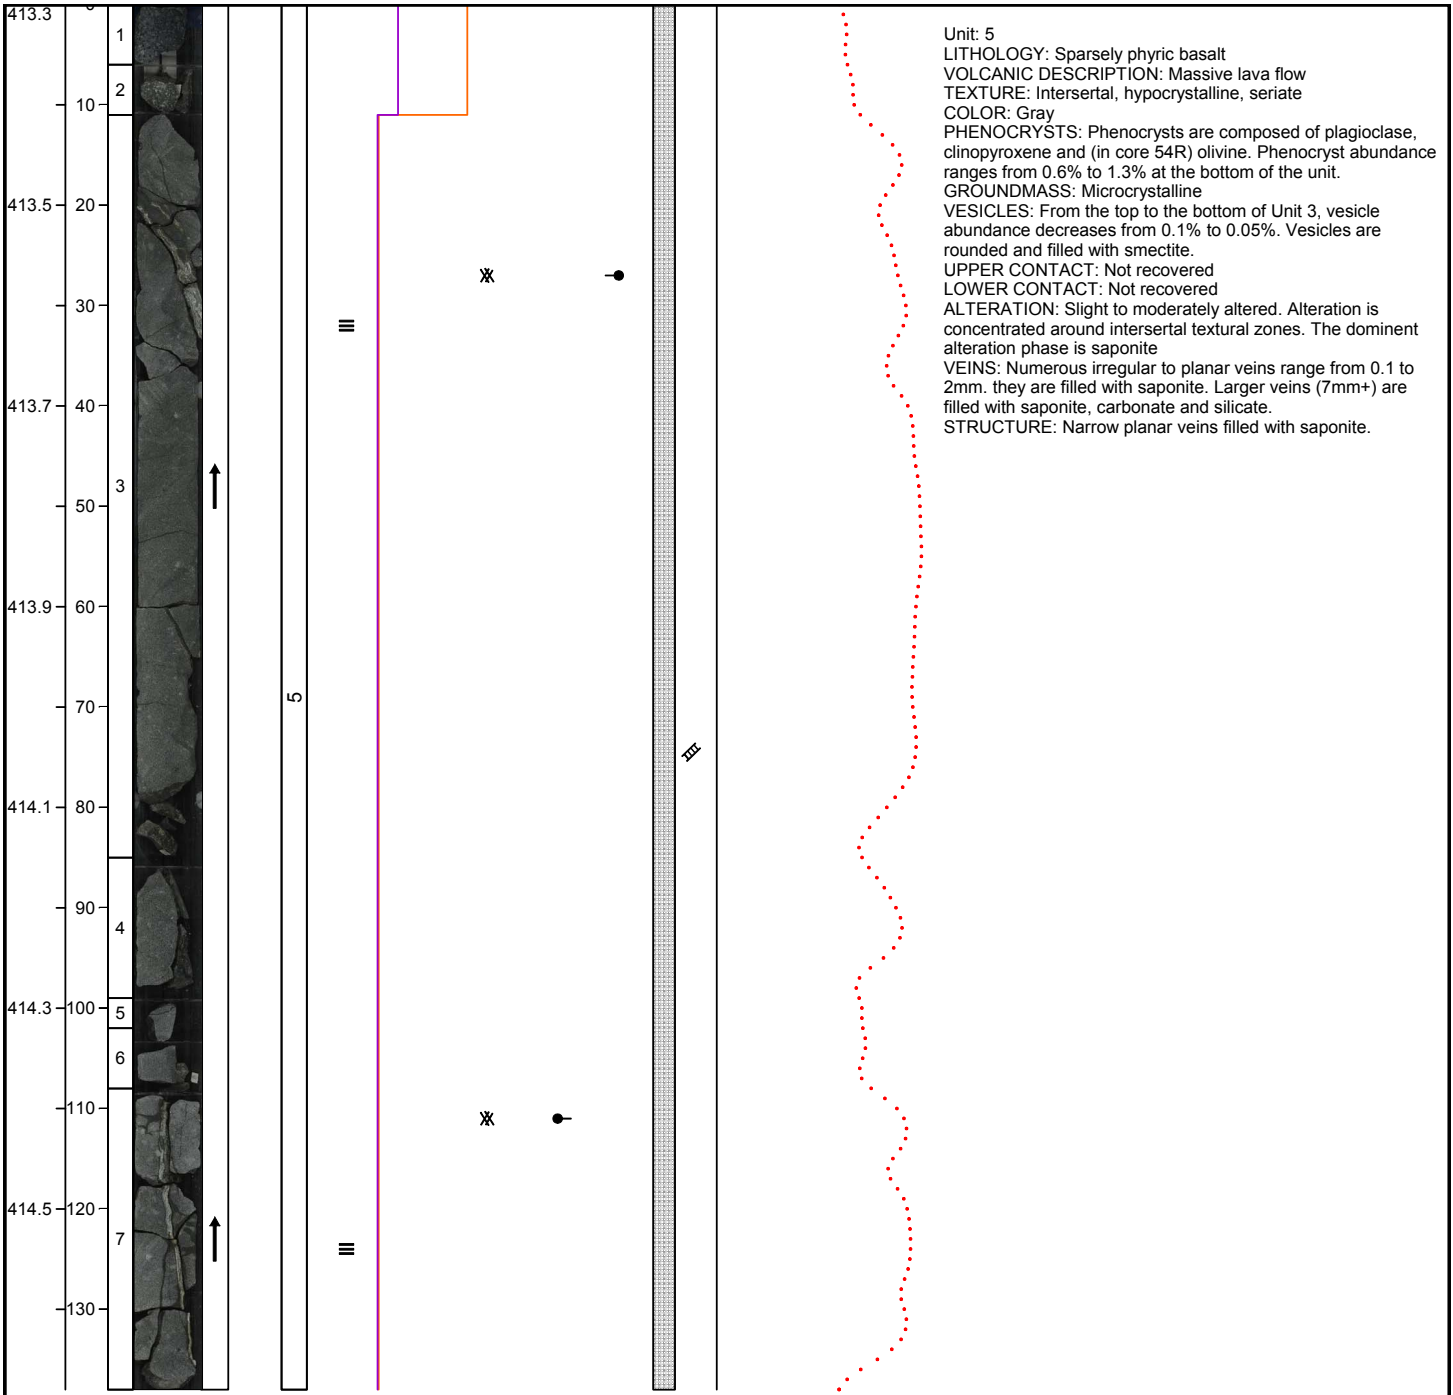 413.3
0
1
2
10
413.5
20
30
413.7
40
3
50
413.9
60
70
5
414.1
80
90
4
414.3
100
5
6
110
414.5
120
7
130
Unit: 5
LITHOLOGY: Sparsely phyric basalt
VOLCANIC DESCRIPTION: Massive lava flow
TEXTURE: Intersertal, hypocrystalline, seriate
COLOR: Gray
PHENOCRYSTS: Phenocrysts are composed of plagioclase,
clinopyroxene and (in core 54R) olivine. Phenocryst abundance
ranges from 0.6% to 1.3% at the bottom of the unit.
GROUNDMASS: Microcrystalline
VESICLES: From the top to the bottom of Unit 3, vesicle
abundance decreases from 0.1% to 0.05%. Vesicles are
rounded and filled with smectite.
UPPER CONTACT: Not recovered
LOWER CONTACT: Not recovered
ALTERATION: Slight to moderately altered. Alteration is
concentrated around intersertal textural zones. The dominent
alteration phase is saponite
VEINS: Numerous irregular to planar veins range from 0.1 to
2mm. they are filled with saponite. Larger veins (7mm+) are
filled with saponite, carbonate and silicate.
STRUCTURE: Narrow planar veins filled with saponite.